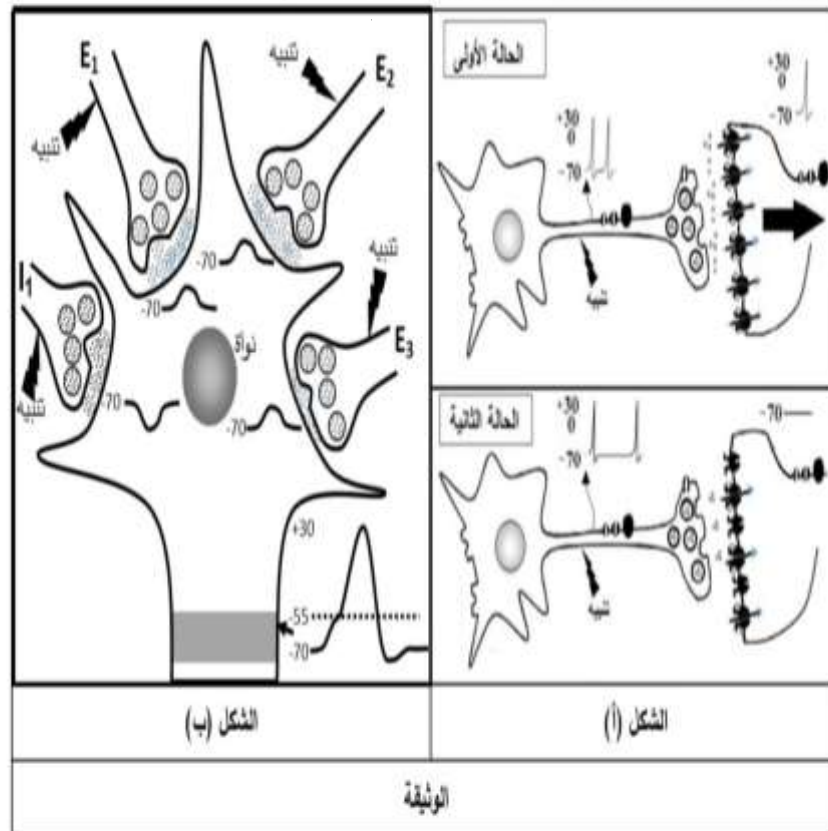 الحالة الأولى
+30
0
-70
+30
0
-70
تنبيه
الحالة الثانية
+30
0
-70
-70
تنبيه
E₁
E₂
تنبيه
تنبيه
-70
-70
I₁
تنبيه
تنبيه
E₃
نواة
-70
-70
+30
-55
-70
الشكل (أ)
الشكل (ب)
الوثيقة